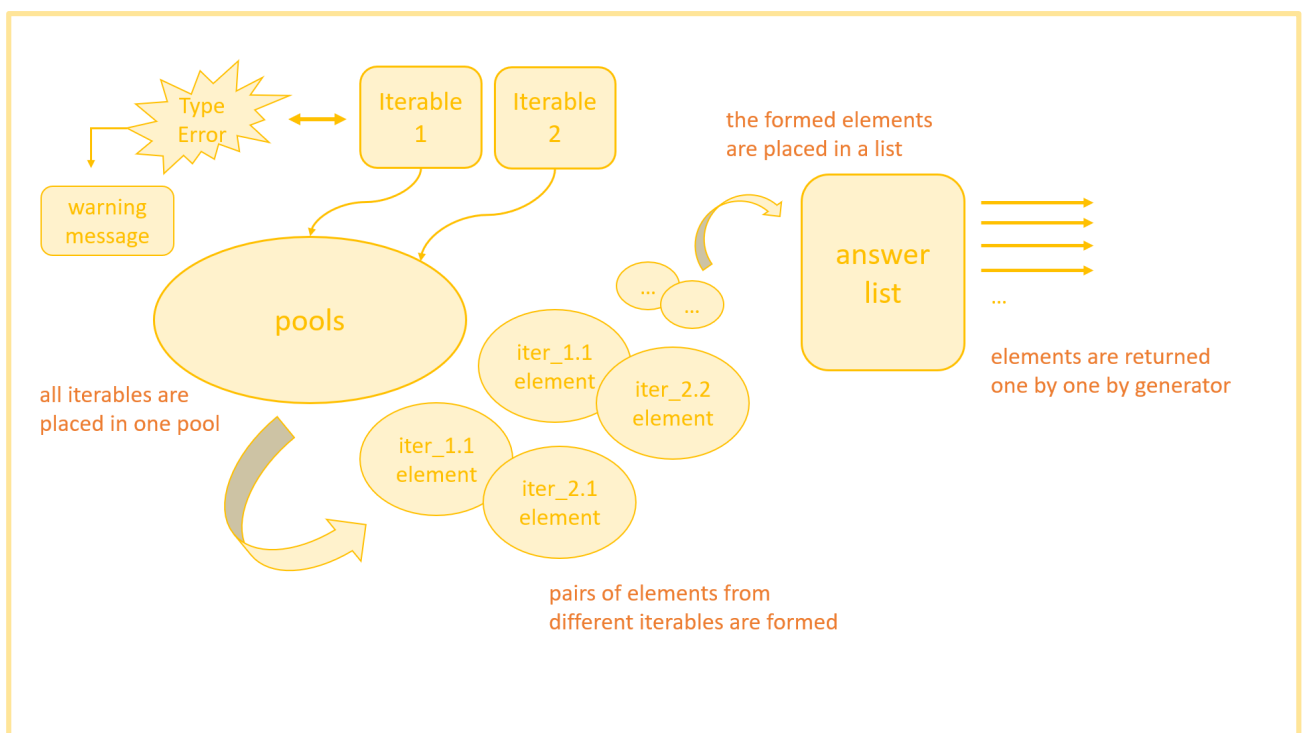 Type
Error
Iterable
1
Iterable
2
warning
message
the formed elements
are placed in a list
pools
answer
list
...
...
...
iter_1.1
element
iter_2.2
element
elements are returned
one by one by generator
all iterables are
placed in one pool
iter_1.1
element
iter_2.1
element
pairs of elements from
different iterables are formed